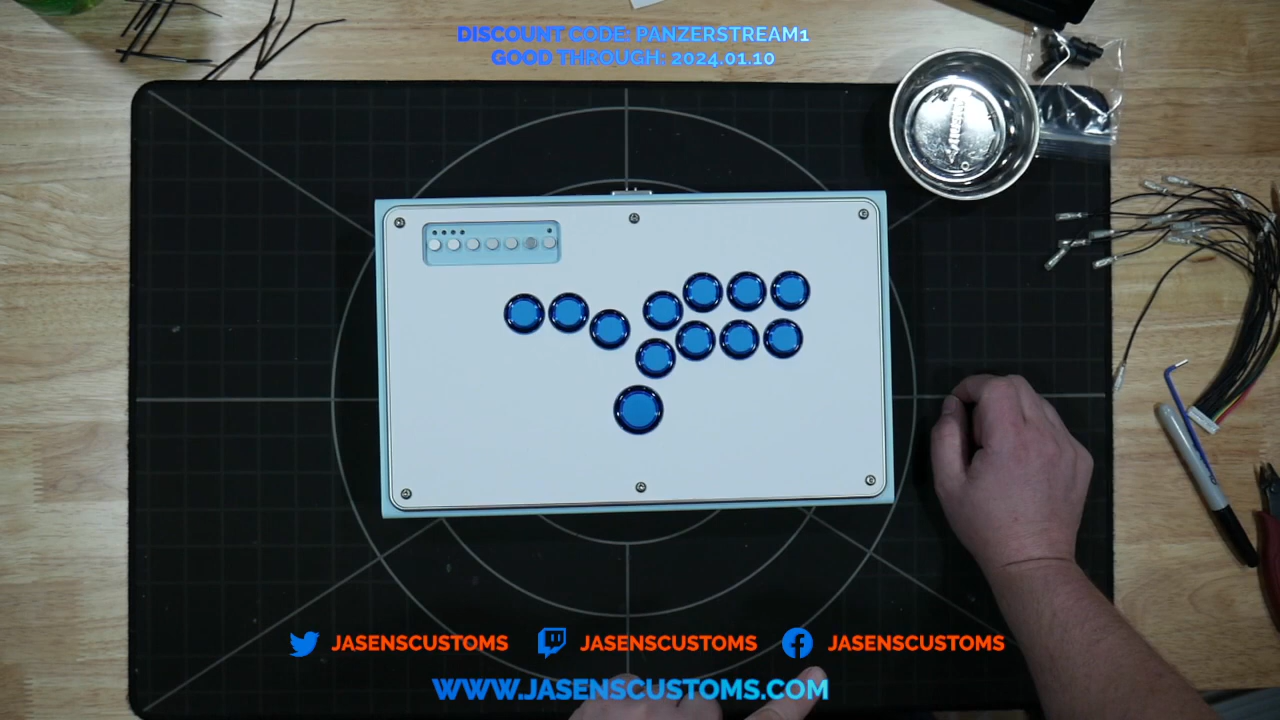 DISCOUNT CODE: PANZERSTREAM1
GOOD THROUGH: 2024.01.10
JASENSCUSTOMS JASENSCUSTOMS JASENSCUSTOMS
WWW.JASENSCUSTOMS.COM